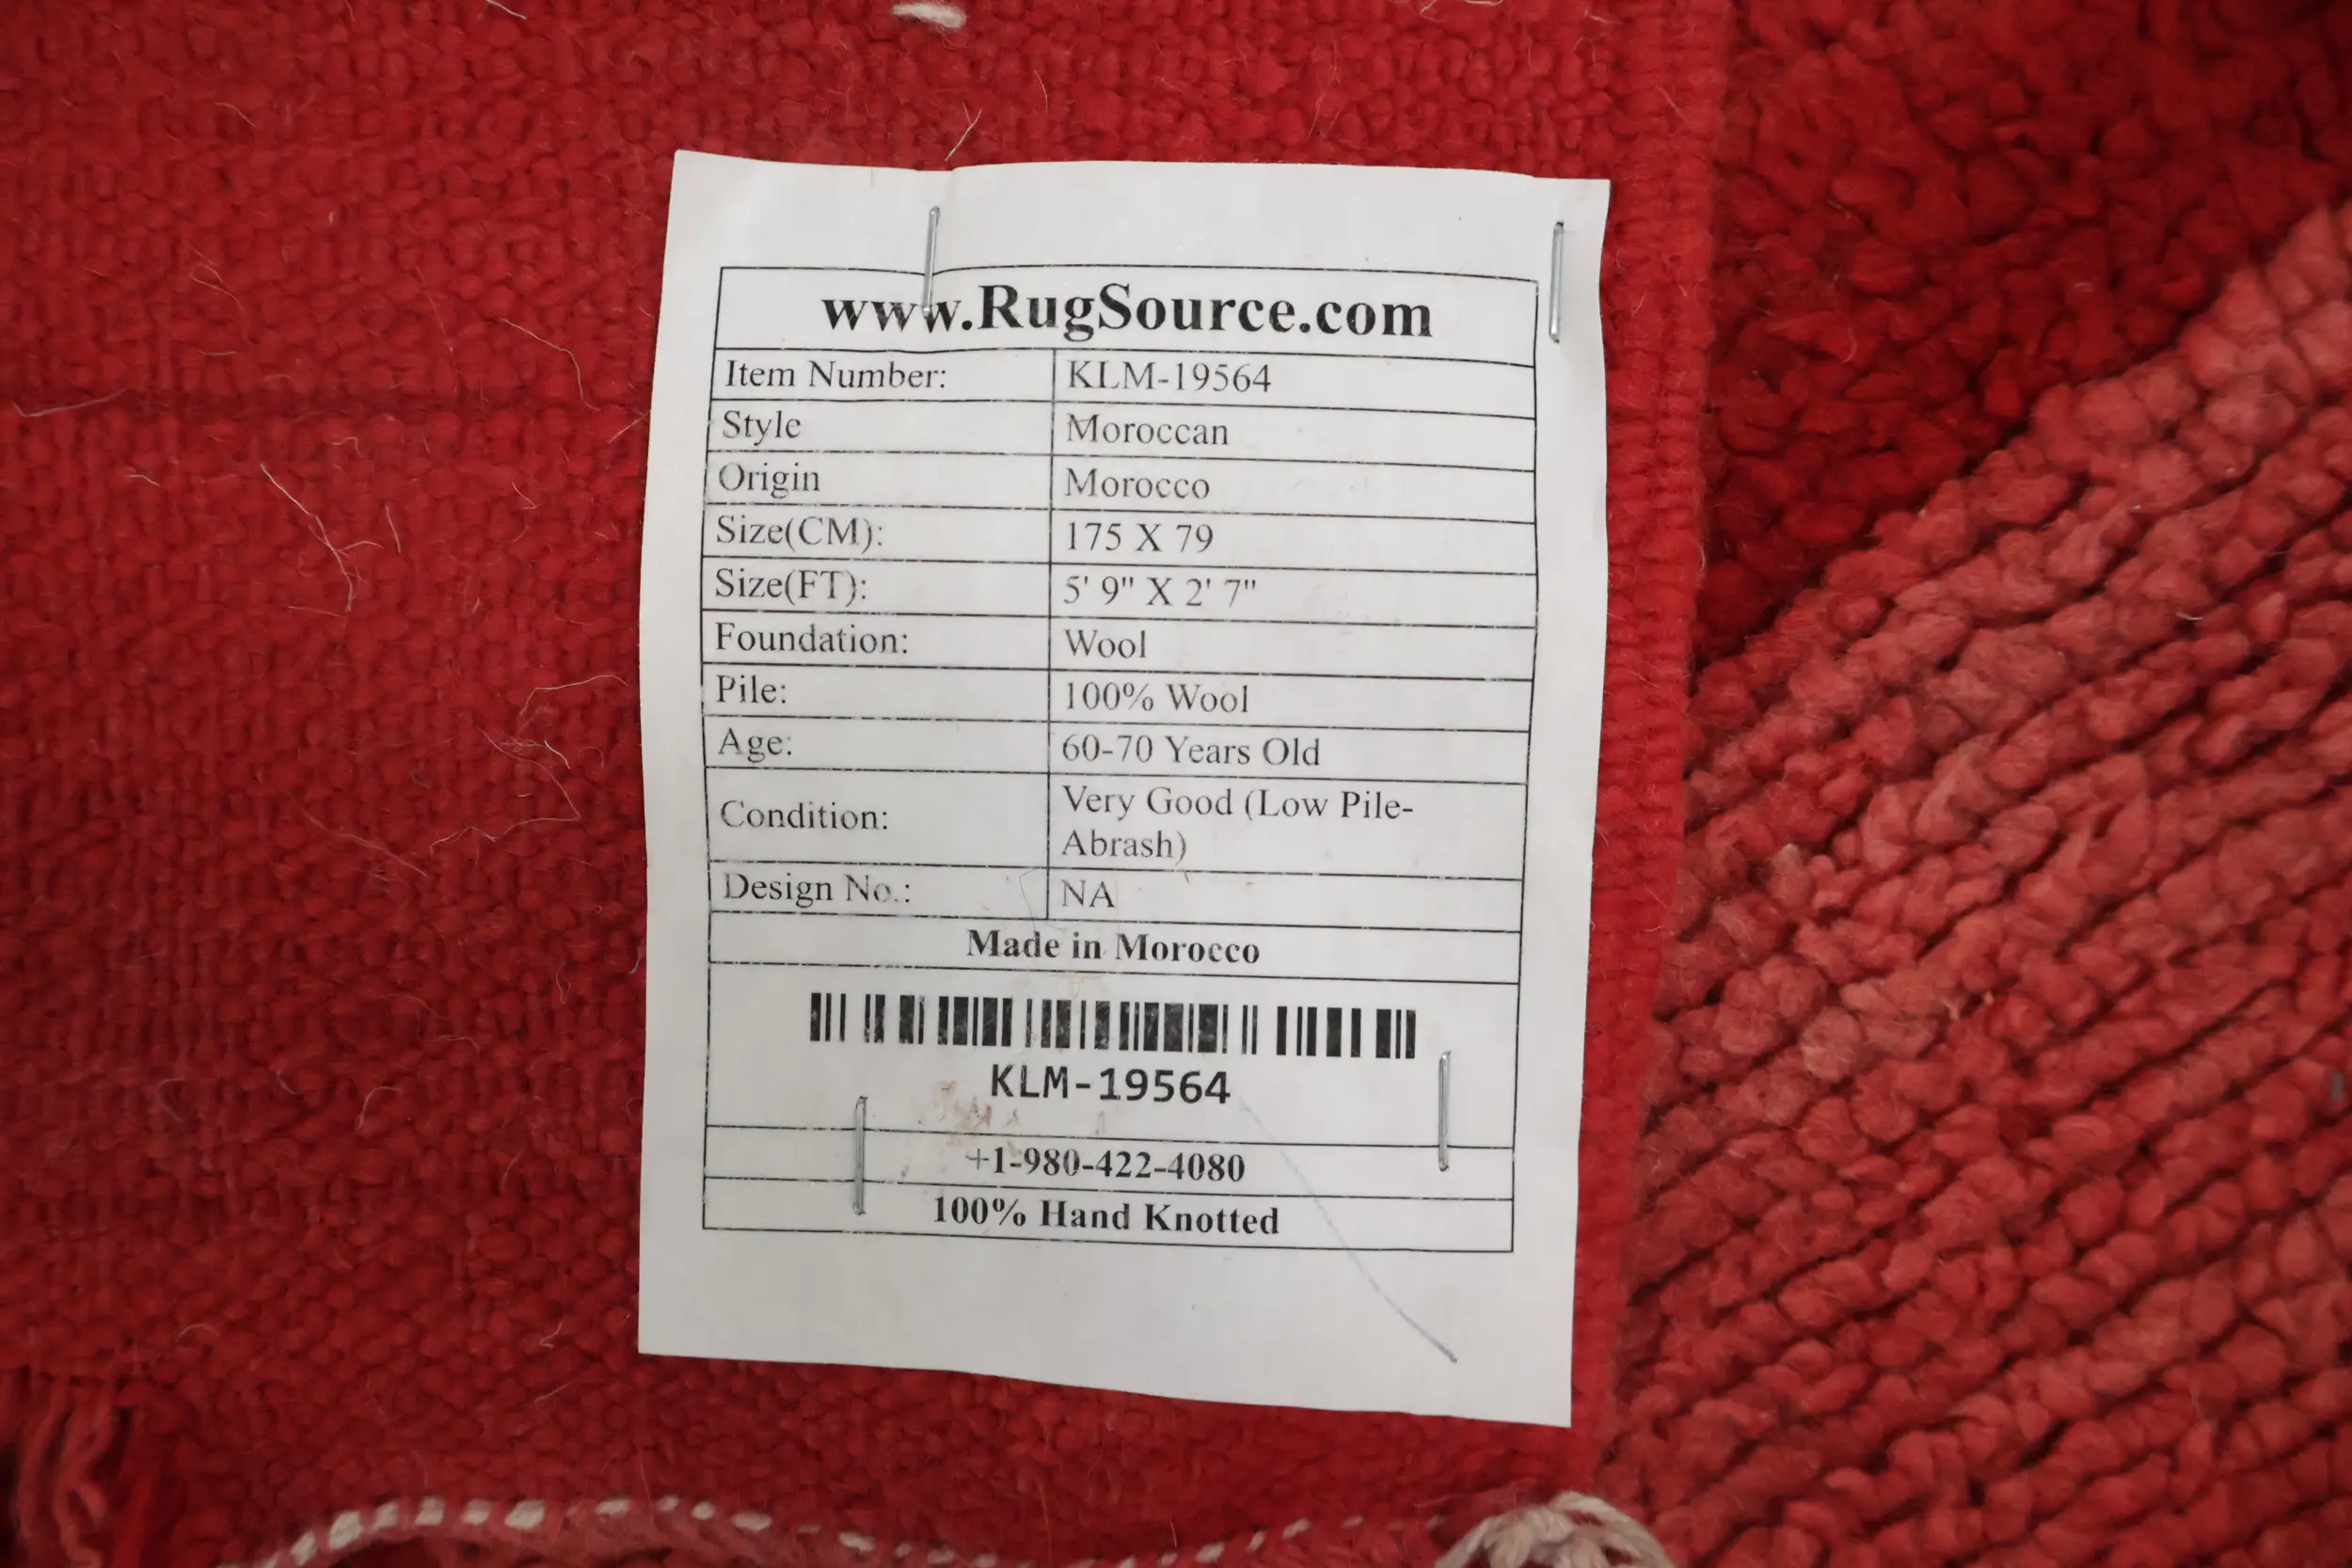 www.RugSource.com
Item Number: KLM-19564
Style Moroccan
Origin Morocco
Size(CM): 175 X 79
Size(FT): 5' 9" X 2' 7"
Foundation: Wool
Pile: 100% Wool
Age: 60-70 Years Old
Condition: Very Good (Low Pile-
Abrash)
Design No.: NA
Made in Morocco
KLM-19564
+1-980-422-4080
100% Hand Knotted